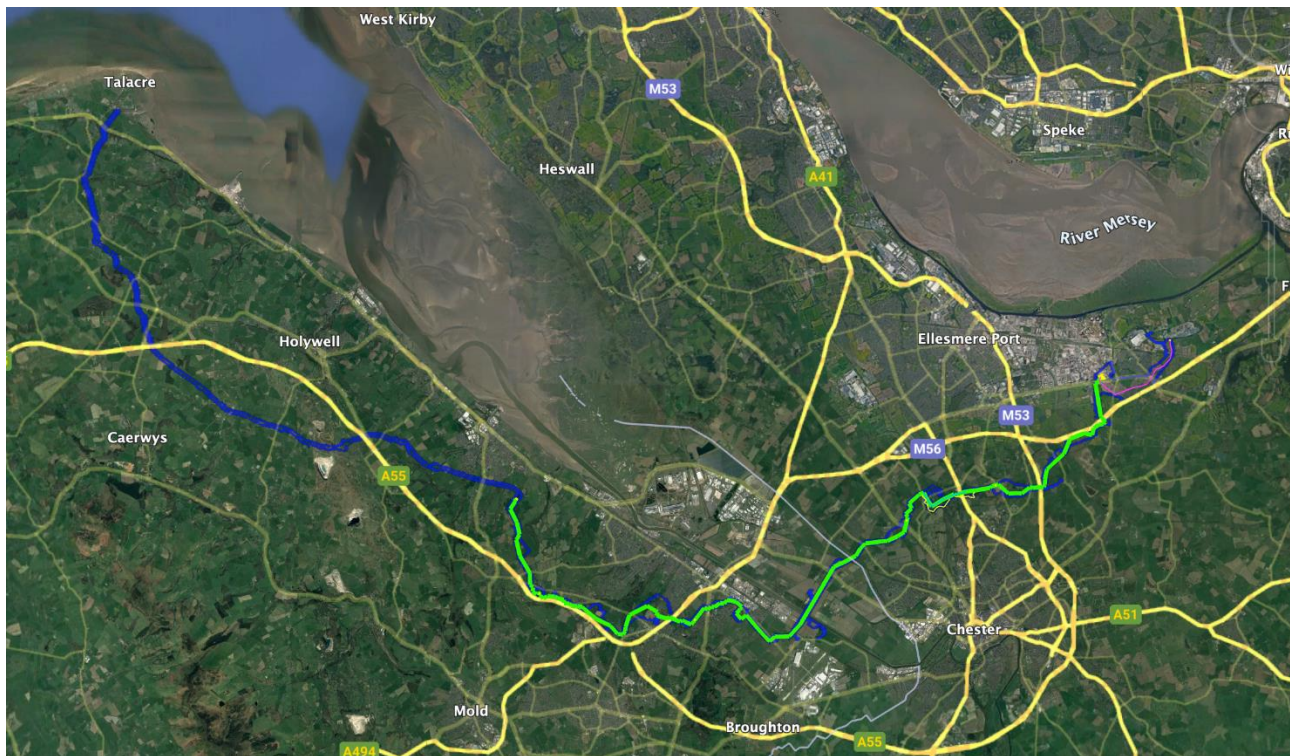 West Kirby
Talacre
M53
Speke
Heswall
A41
River Mersey
Holywell
Ellesmere Port
M53
Caerwys
M56
A55
Chester
A51
Mold
Broughton
A494
A55